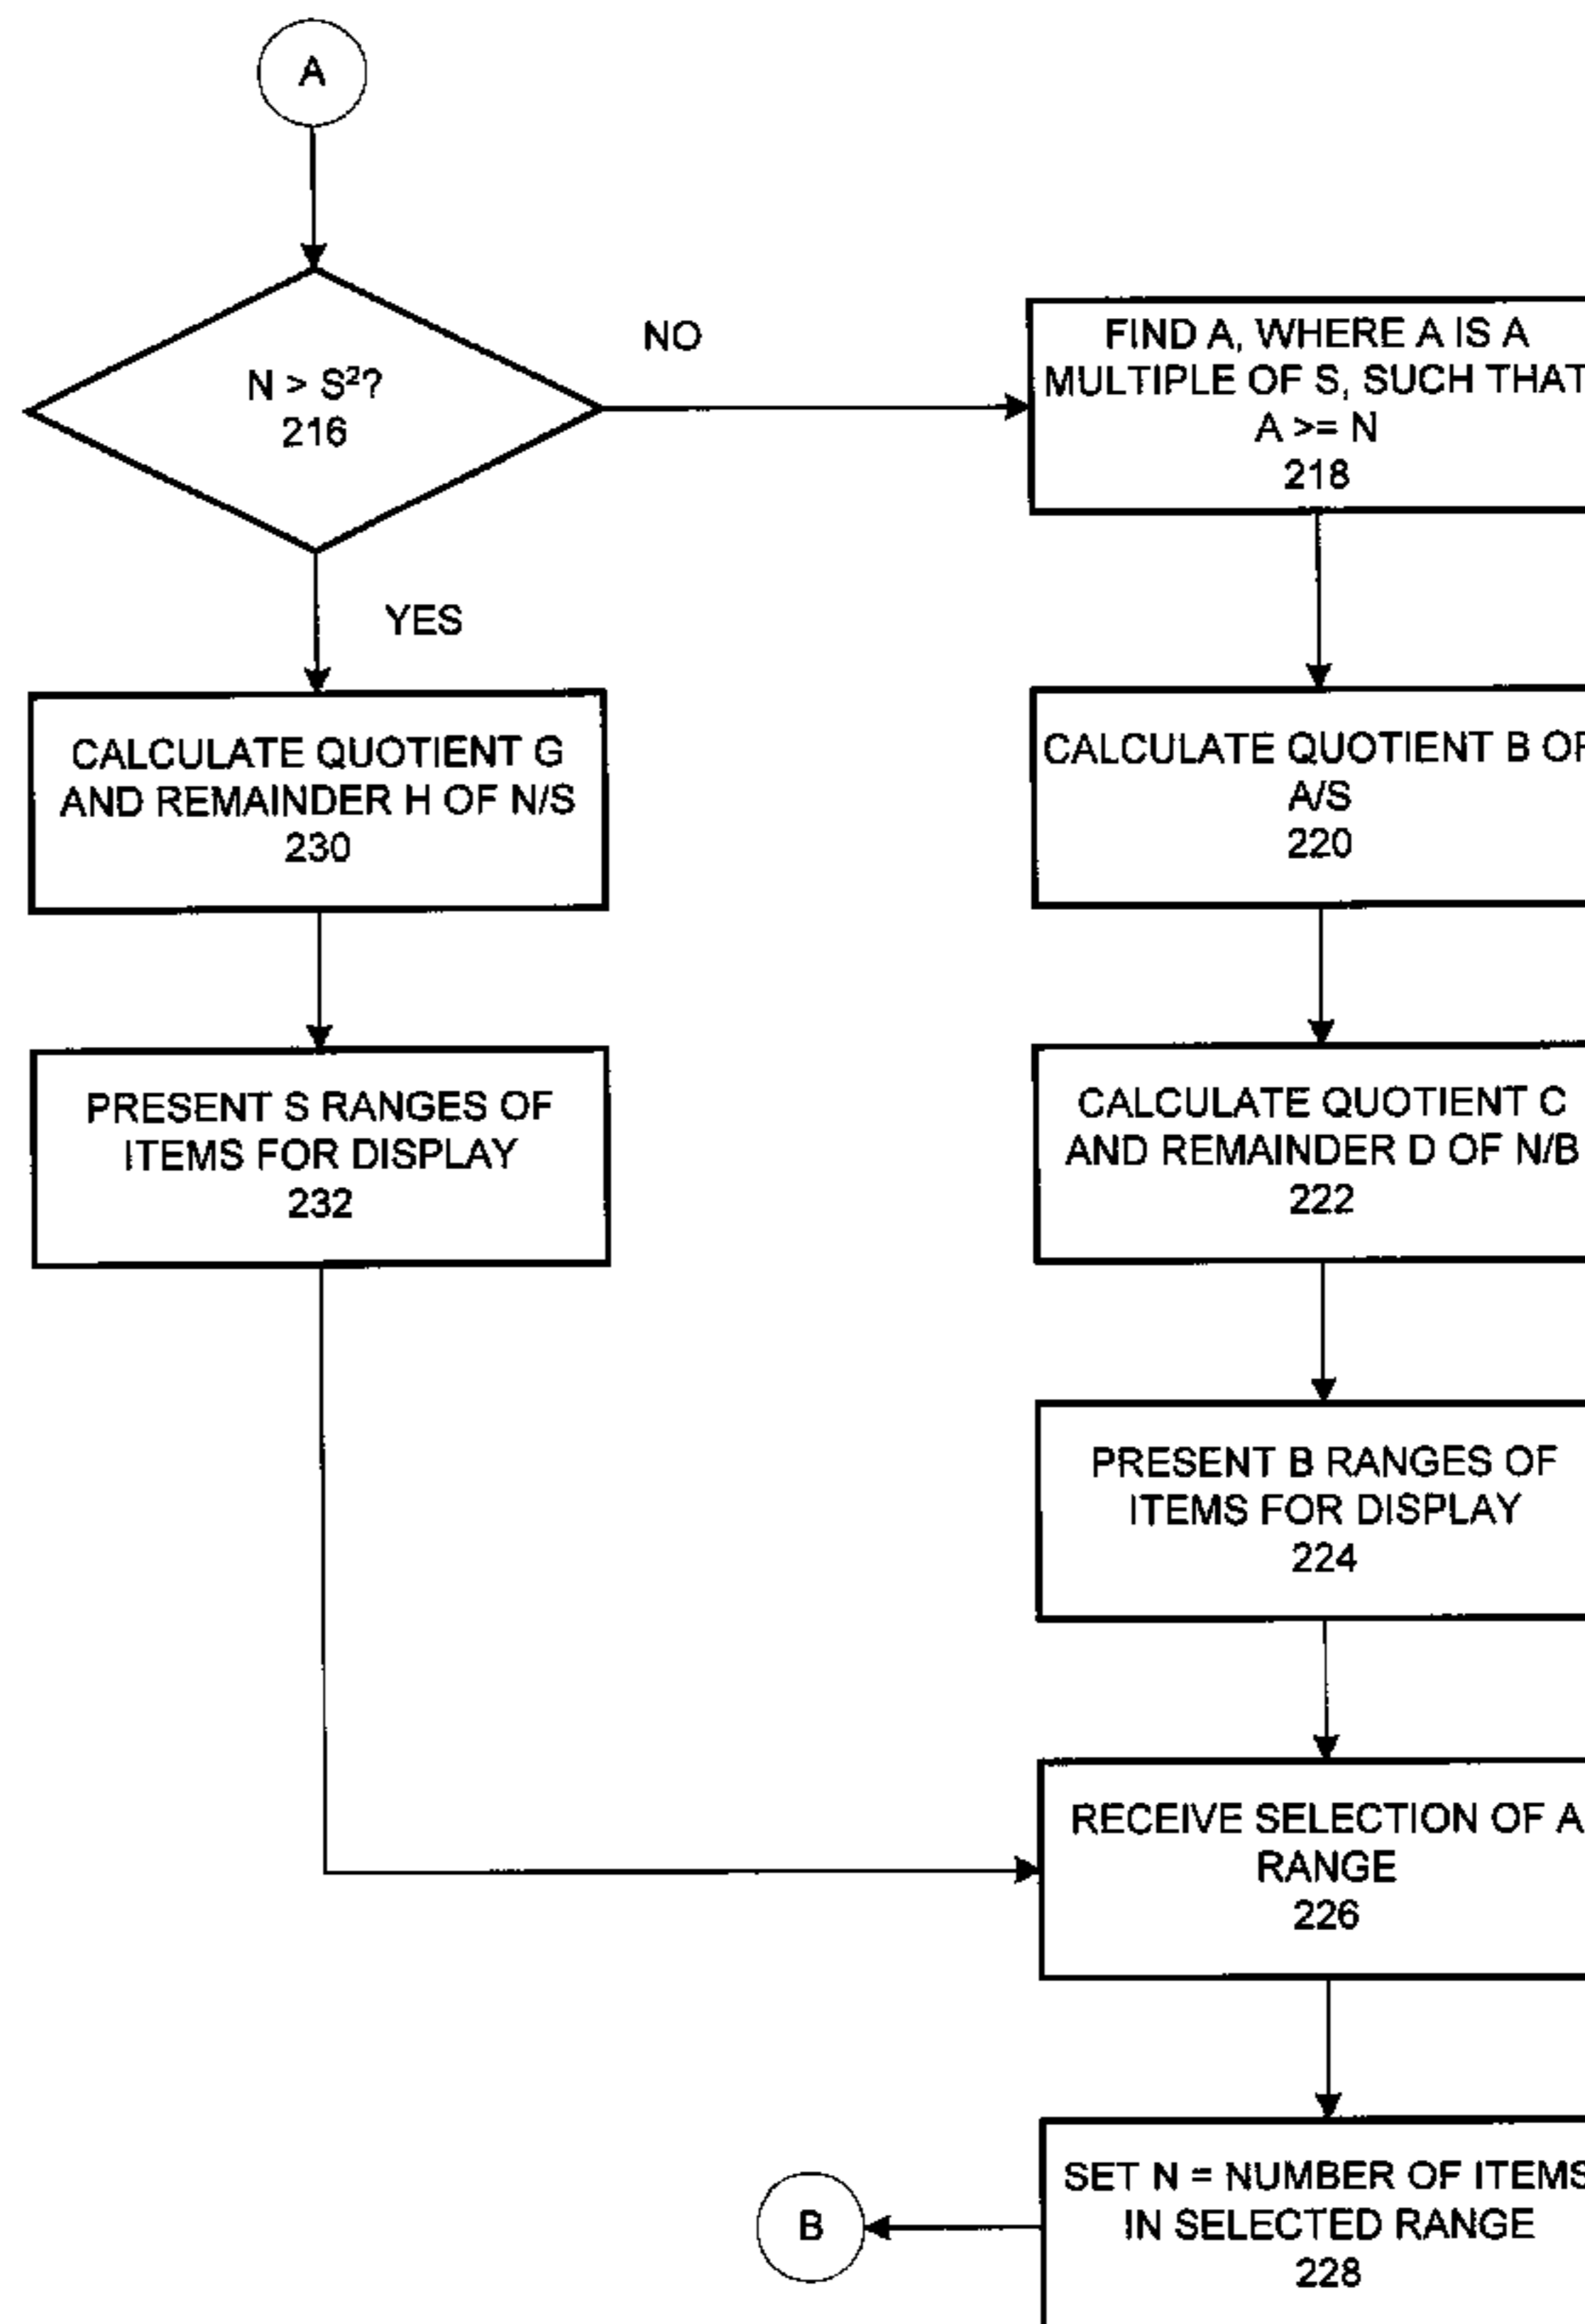 A
N > S²?
216
NO
YES
FIND A, WHERE A IS A
MULTIPLE OF S, SUCH THAT
A >= N
218
CALCULATE QUOTIENT G
AND REMAINDER H OF N/S
230
CALCULATE QUOTIENT B OF
A/S
220
PRESENT S RANGES OF
ITEMS FOR DISPLAY
232
CALCULATE QUOTIENT C
AND REMAINDER D OF N/B
222
PRESENT B RANGES OF
ITEMS FOR DISPLAY
224
RECEIVE SELECTION OF A
RANGE
226
SET N = NUMBER OF ITEMS
IN SELECTED RANGE
228
B